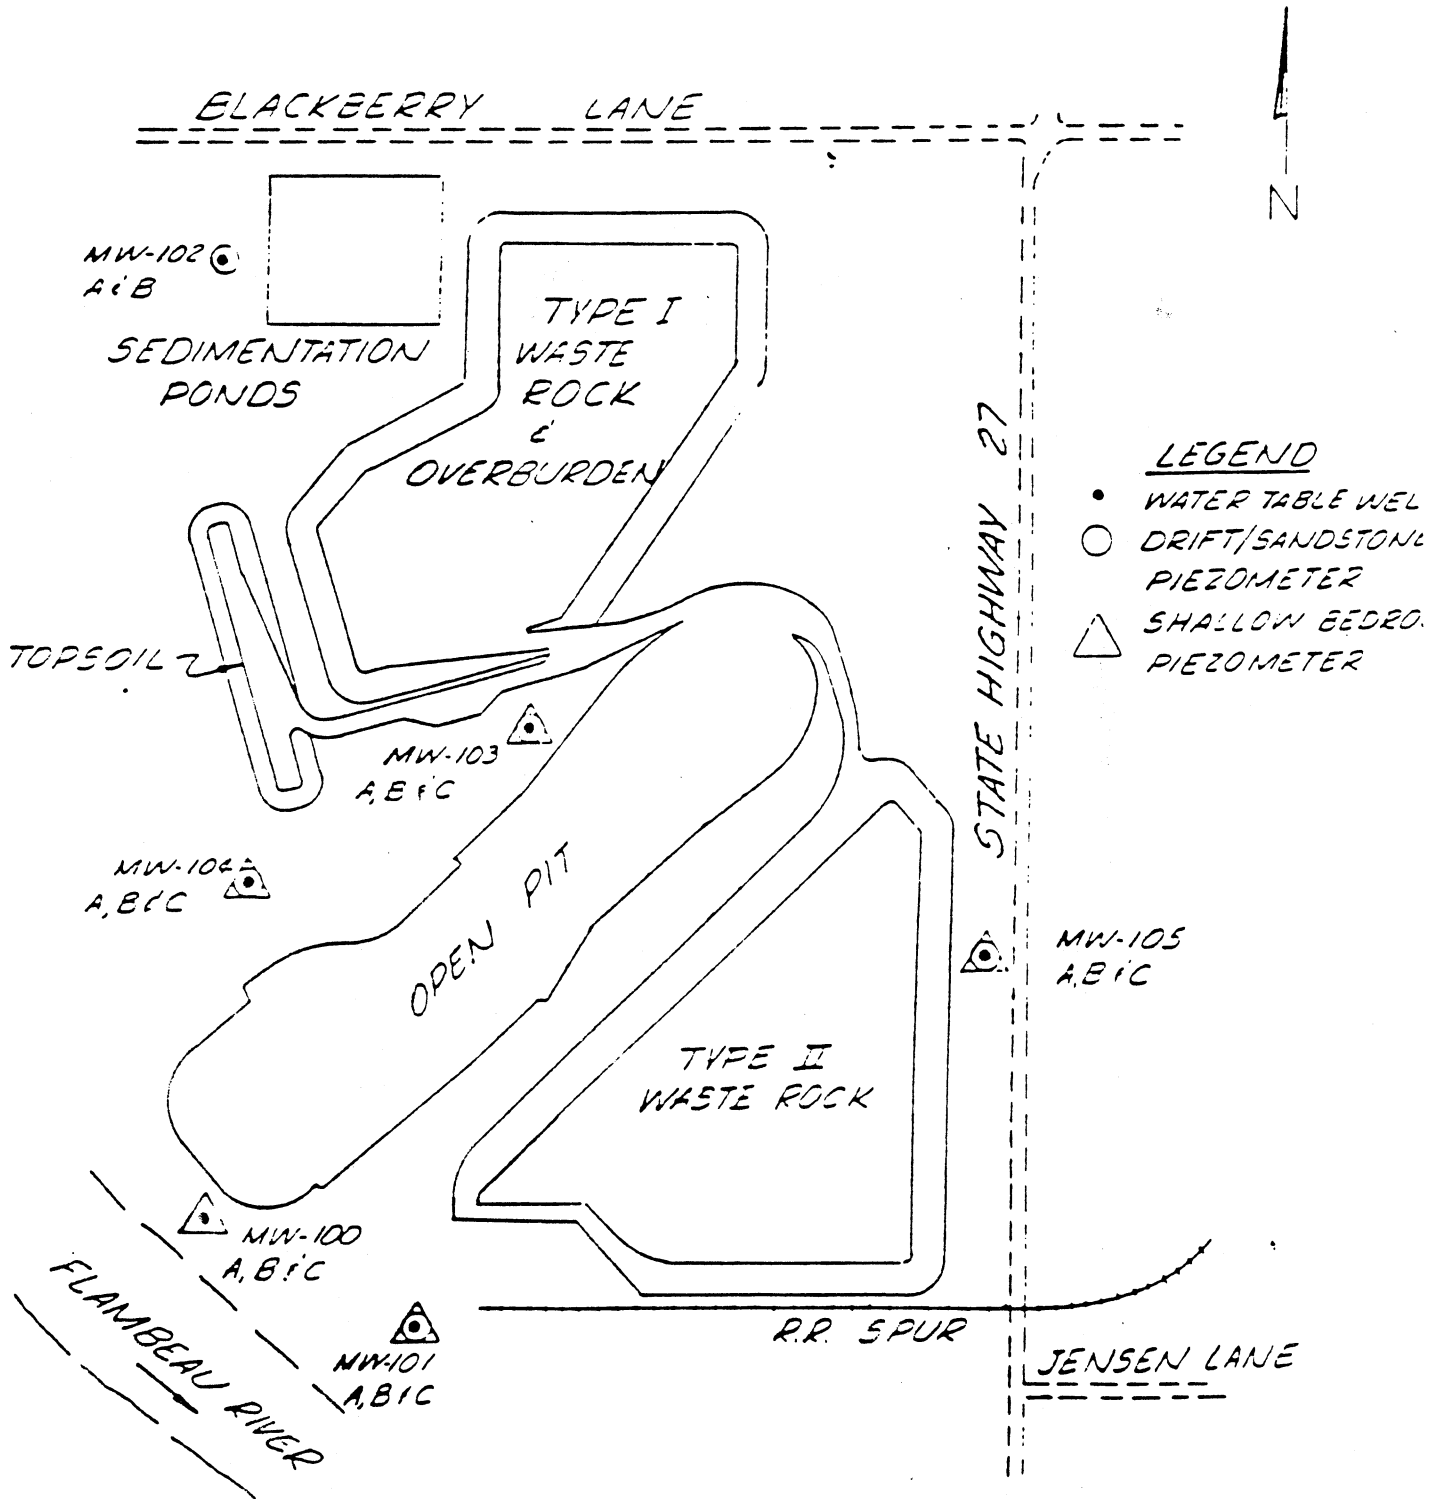 BLACKBERRY LANE
N
MW-102
A & B
SEDIMENTATION
PONDS
TYPE I
WASTE
ROCK
&
OVERBURDEN
STATE HIGHWAY 27
LEGEND
WATER TABLE WEL
DRIFT/SANDSTONE
PIEZOMETER
SHALLOW BEDRO
PIEZOMETER
TOPSOIL
MW-103
A, B & C
MW-104
A, B & C
OPEN PIT
MW-105
A, B & C
TYPE II
WASTE ROCK
MW-100
A, B & C
FLAMBEAU RIVER
MW-101
A, B & C
R.R. SPUR
JENSEN LANE